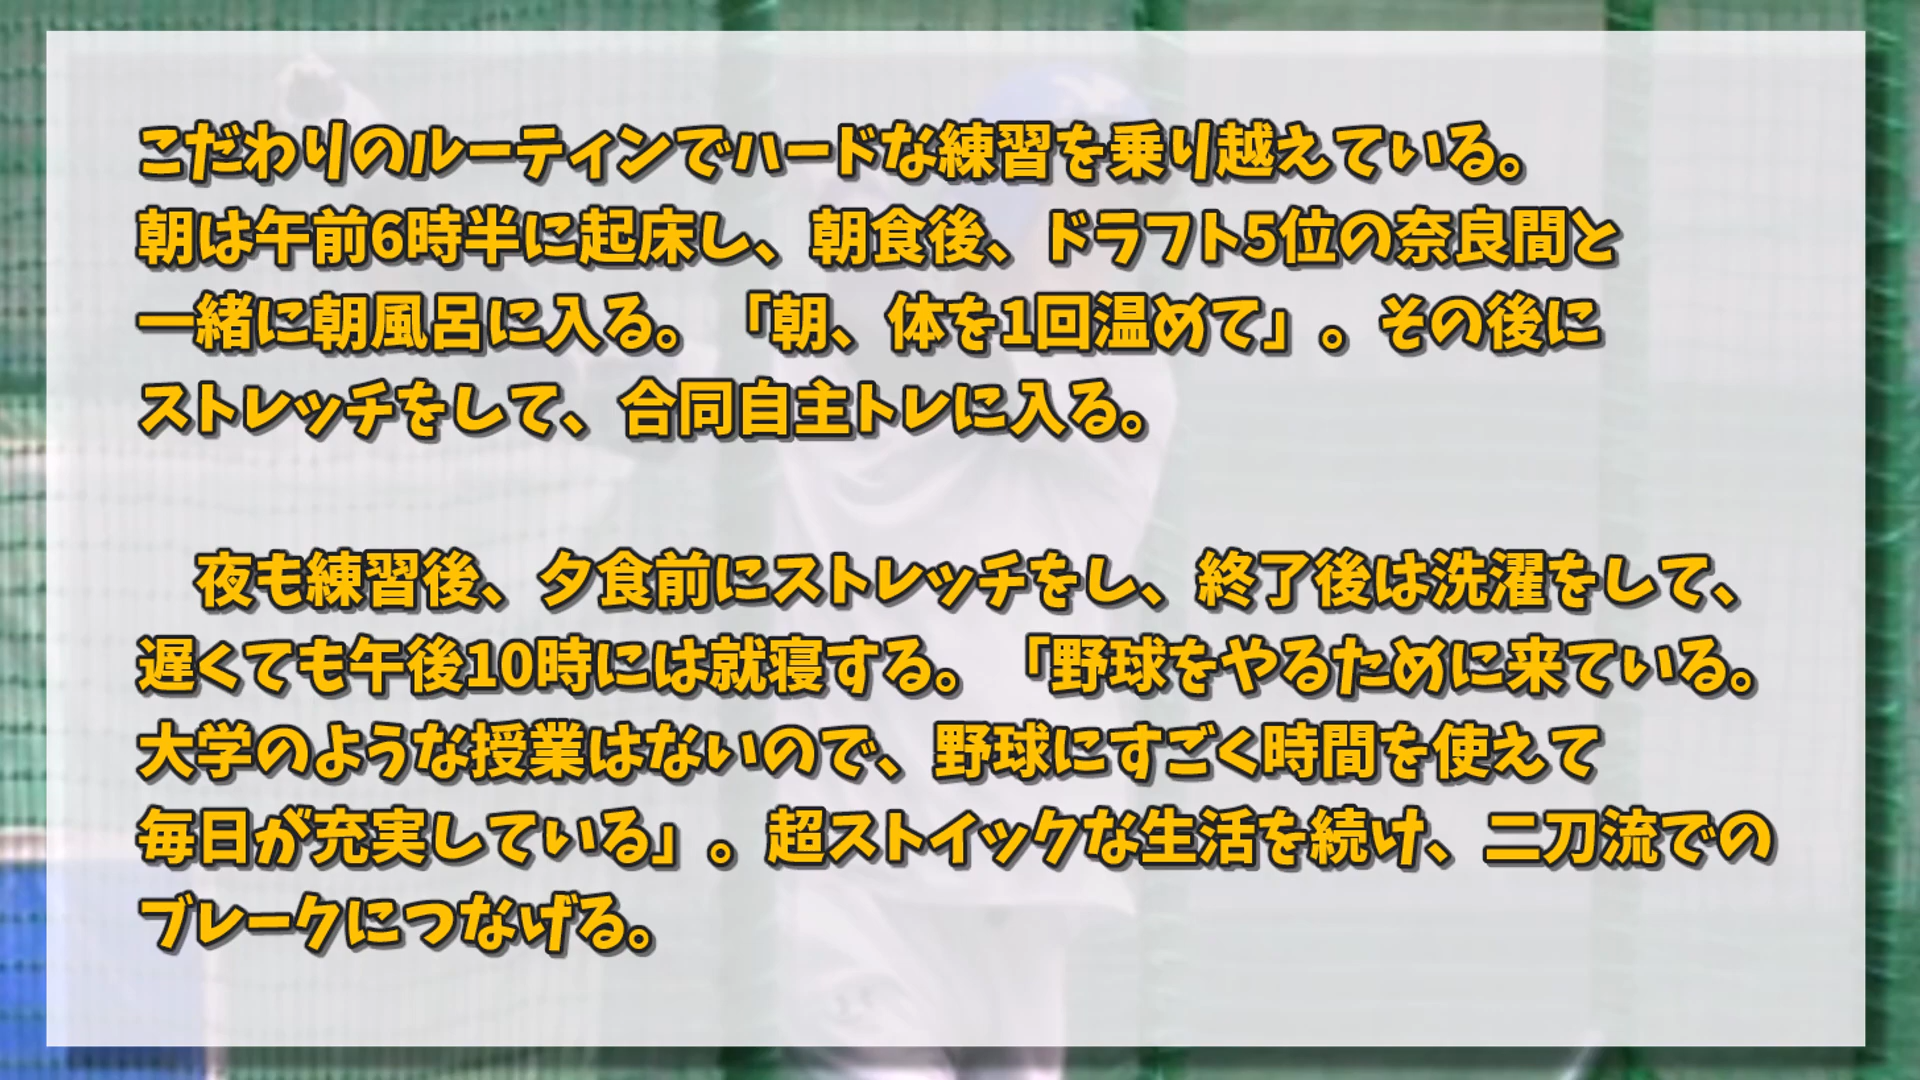 こだわりのルーティンでハードな練習を乗り越えている。
朝は午前6時半に起床し、朝食後、ドラフト5位の奈良間と
一緒に朝風呂に入る。「朝、体を1回温めて」。その後に
ストレッチをして、合同自主トレに入る。
　夜も練習後、夕食前にストレッチをし、終了後は洗濯をして、
遅くても午後10時には就寝する。「野球をやるために来ている。
大学のような授業はないので、野球にすごく時間を使えて
毎日が充実している」。超ストイックな生活を続け、二刀流での
ブレークにつなげる。